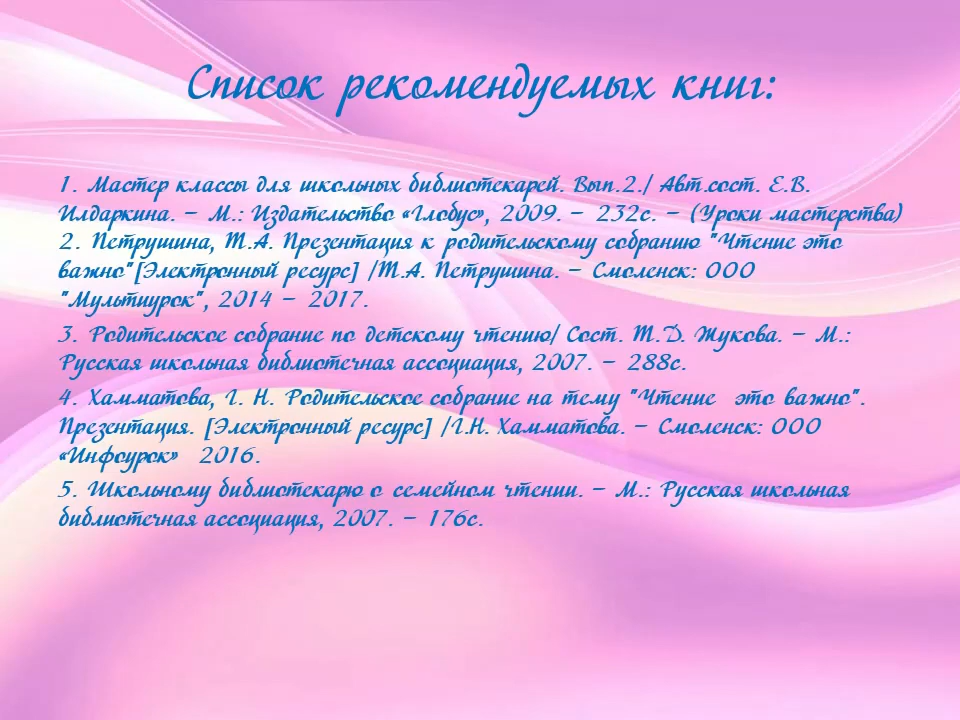 Список рекомендуемых книг:
1. Мастер классы для школьных библиотекарей. Вып.2./ Авт.сост. Е.В.
Илдаркина. – М.: Издательство «Глобус», 2009. – 232с. – (Уроки мастерства)
2. Петрушина, Т.А. Презентация к родительскому собранию "Чтение это
важно"[Электронный ресурс] /Т.А. Петрушина. – Смоленск: ООО
"Мультиурок", 2014 – 2017.
3. Родительское собрание по детскому чтению/ Сост. Т.Д. Жукова. – М.:
Русская школьная библиотечная ассоциация, 2007. – 288с.
4. Хамматова, Г. Н. Родительское собрание на тему "Чтение это важно".
Презентация. [Электронный ресурс] /Г.Н. Хамматова. – Смоленск: ООО
«Инфоурок» 2016.
5. Школьному библиотекарю о семейном чтении. – М.: Русская школьная
библиотечная ассоциация, 2007. – 176с.